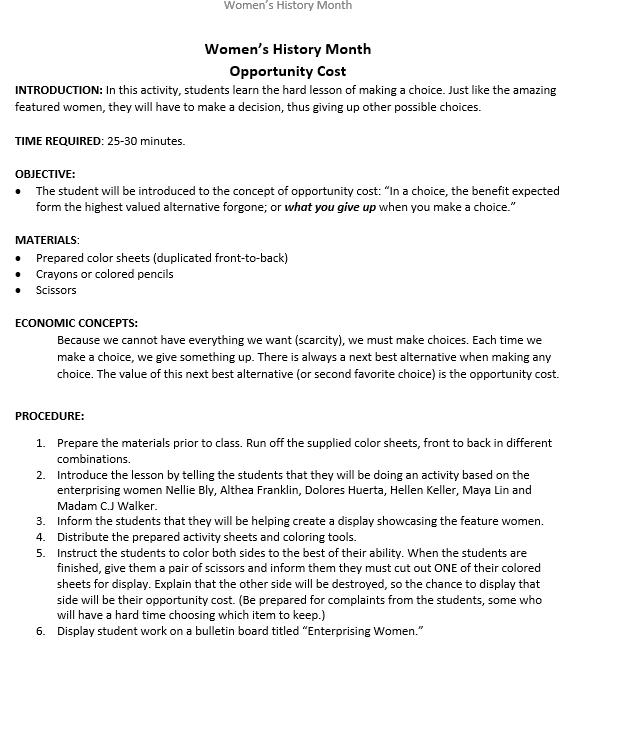 Women's History Month
Women's History Month
Opportunity Cost
INTRODUCTION: In this activity, students learn the hard lesson of making a choice. Just like the amazing
featured women, they will have to make a decision, thus giving up other possible choices.
TIME REQUIRED: 25-30 minutes.
OBJECTIVE:
• The student will be introduced to the concept of opportunity cost: “In a choice, the benefit expected
form the highest valued alternative forgone; or what you give up when you make a choice.”
MATERIALS:
• Prepared color sheets (duplicated front-to-back)
• Crayons or colored pencils
• Scissors
ECONOMIC CONCEPTS:
Because we cannot have everything we want (scarcity), we must make choices. Each time we
make a choice, we give something up. There is always a next best alternative when making any
choice. The value of this next best alternative (or second favorite choice) is the opportunity cost.
PROCEDURE:
1. Prepare the materials prior to class. Run off the supplied color sheets, front to back in different
combinations.
2. Introduce the lesson by telling the students that they will be doing an activity based on the
enterprising women Nellie Bly, Althea Franklin, Dolores Huerta, Hellen Keller, Maya Lin and
Madam C.J Walker.
3. Inform the students that they will be helping create a display showcasing the feature women.
4. Distribute the prepared activity sheets and coloring tools.
5. Instruct the students to color both sides to the best of their ability. When the students are
finished, give them a pair of scissors and inform them they must cut out ONE of their colored
sheets for display. Explain that the other side will be destroyed, so the chance to display that
side will be their opportunity cost. (Be prepared for complaints from the students, some who
will have a hard time choosing which item to keep.)
6. Display student work on a bulletin board titled “Enterprising Women.”